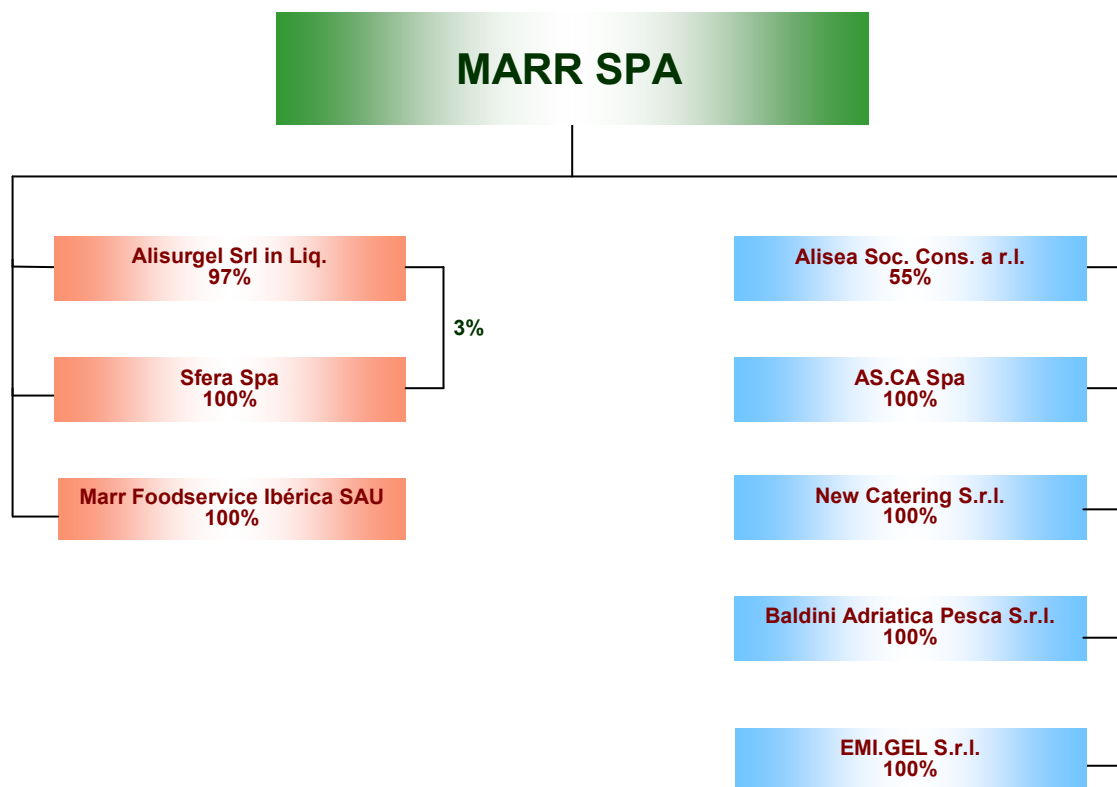 MARR SPA
Alisurgel Srl in Liq.
97%
3%
Sfera Spa
100%
Marr Foodservice Ibérica SAU
100%
Alisea Soc. Cons. a r.l.
55%
AS.CA Spa
100%
New Catering S.r.l.
100%
Baldini Adriatica Pesca S.r.l.
100%
EMI.GEL S.r.l.
100%